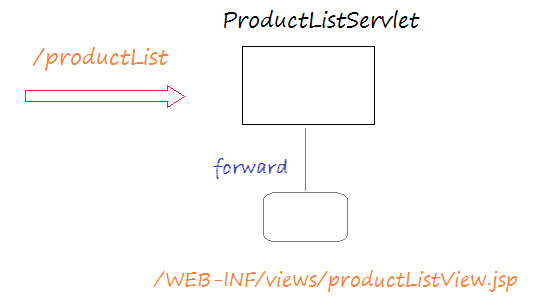 ProductListServlet
/productList
forward
/WEB-INF/views/productListView.jsp